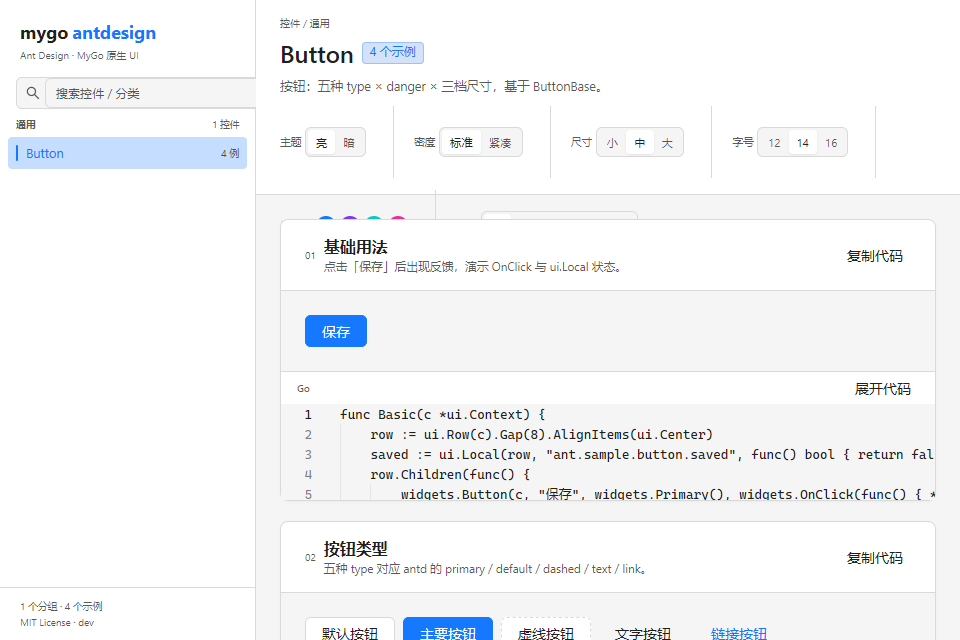 mygo antdesign
Ant Design · MyGo 原生 UI
搜索控件 / 分类
通用
1 控件
Button
4 例
1 个分组 · 4 个示例
MIT License · dev
控件 / 通用
Button
4 个示例
按钮：五种 type × danger × 三档尺寸，基于 ButtonBase。
主题 亮 暗
密度 标准 紧凑
尺寸 小 中 大
字号 12 14 16
01
基础用法
点击「保存」后出现反馈，演示 OnClick 与 ui.Local 状态。
复制代码
保存
Go
展开代码
1 func Basic(c *ui.Context) {
2 row := ui.Row(c).Gap(8).AlignItems(ui.Center)
3 saved := ui.Local(row, "ant.sample.button.saved", func() bool { return fal
4 row.Children(func() {
5 widgets.Button(c, "保存", widgets.Primary(), widgets.OnClick(func() { *
02
按钮类型
五种 type 对应 antd 的 primary / default / dashed / text / link。
复制代码
默认按钮 主要按钮 虚线按钮 文字按钮 链接按钮